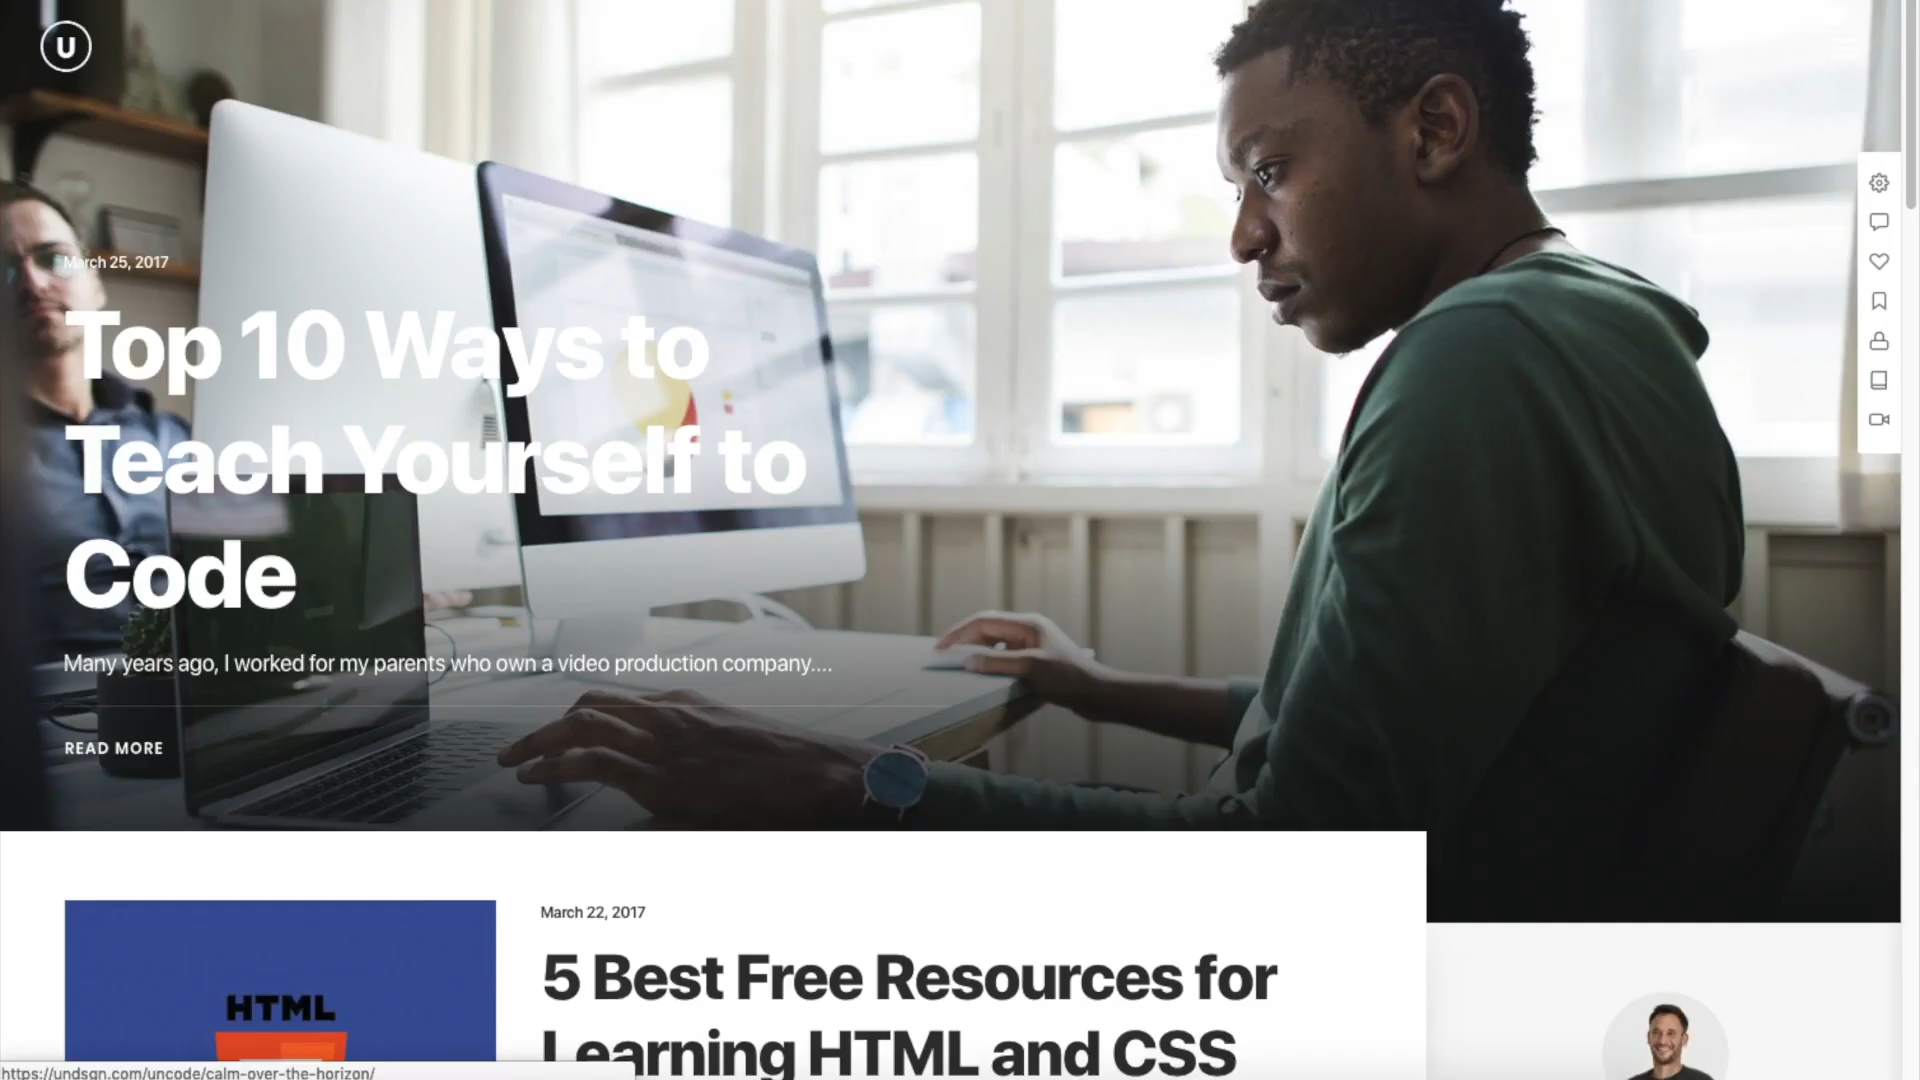 U
March 25, 2017
Top 10 Ways to
Teach Yourself to
Code
Many years ago, I worked for my parents who own a video production company....
READ MORE
March 22, 2017
5 Best Free Resources for
Learning HTML and CSS
HTML
https://undsgn.com/uncode/calm-over-the-horizon/